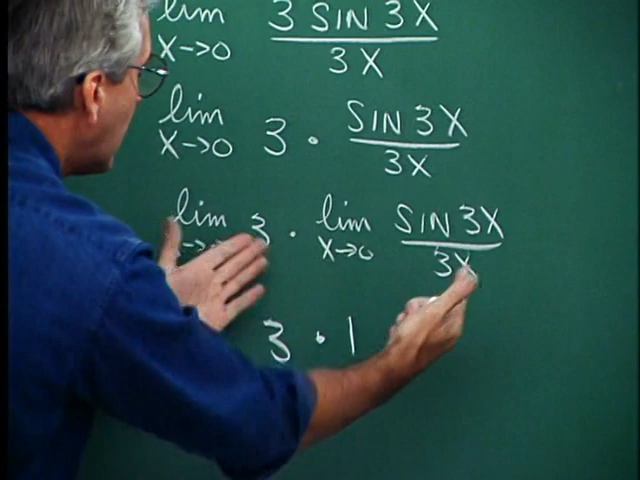 lim 3 SIN 3X
X→0 3X
lim 3 · SIN 3X
X→0 3X
lim 3 · lim SIN 3X
X→0 3X
3 · 1